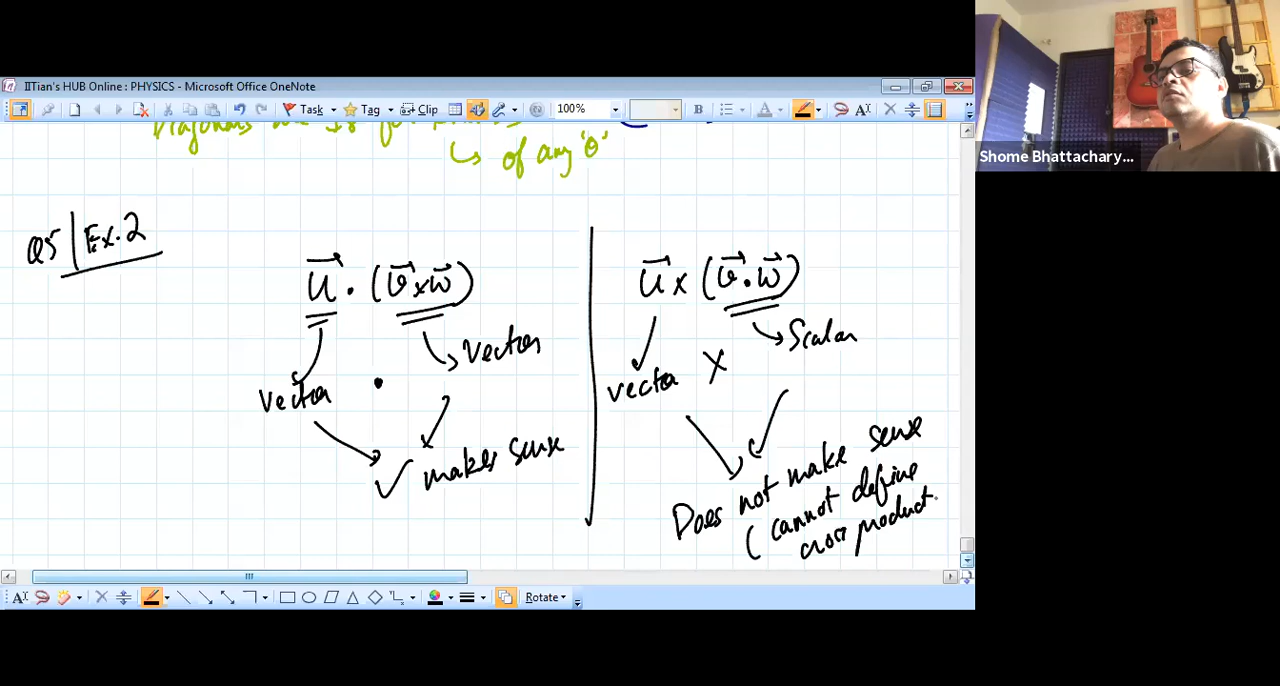 IITian's HUB Online : PHYSICS - Microsoft Office OneNote
Task Tag Clip 100% B A
Shome Bhattachary...
↳ of any 'θ'
Q5 | Ex.2
u⃗ · (v⃗ × w⃗)
u⃗ × (v⃗ · w⃗)
vector · Vector
✓ makes sense
vector × Scalar
Does not make sense
( cannot define
cross product
Rotate